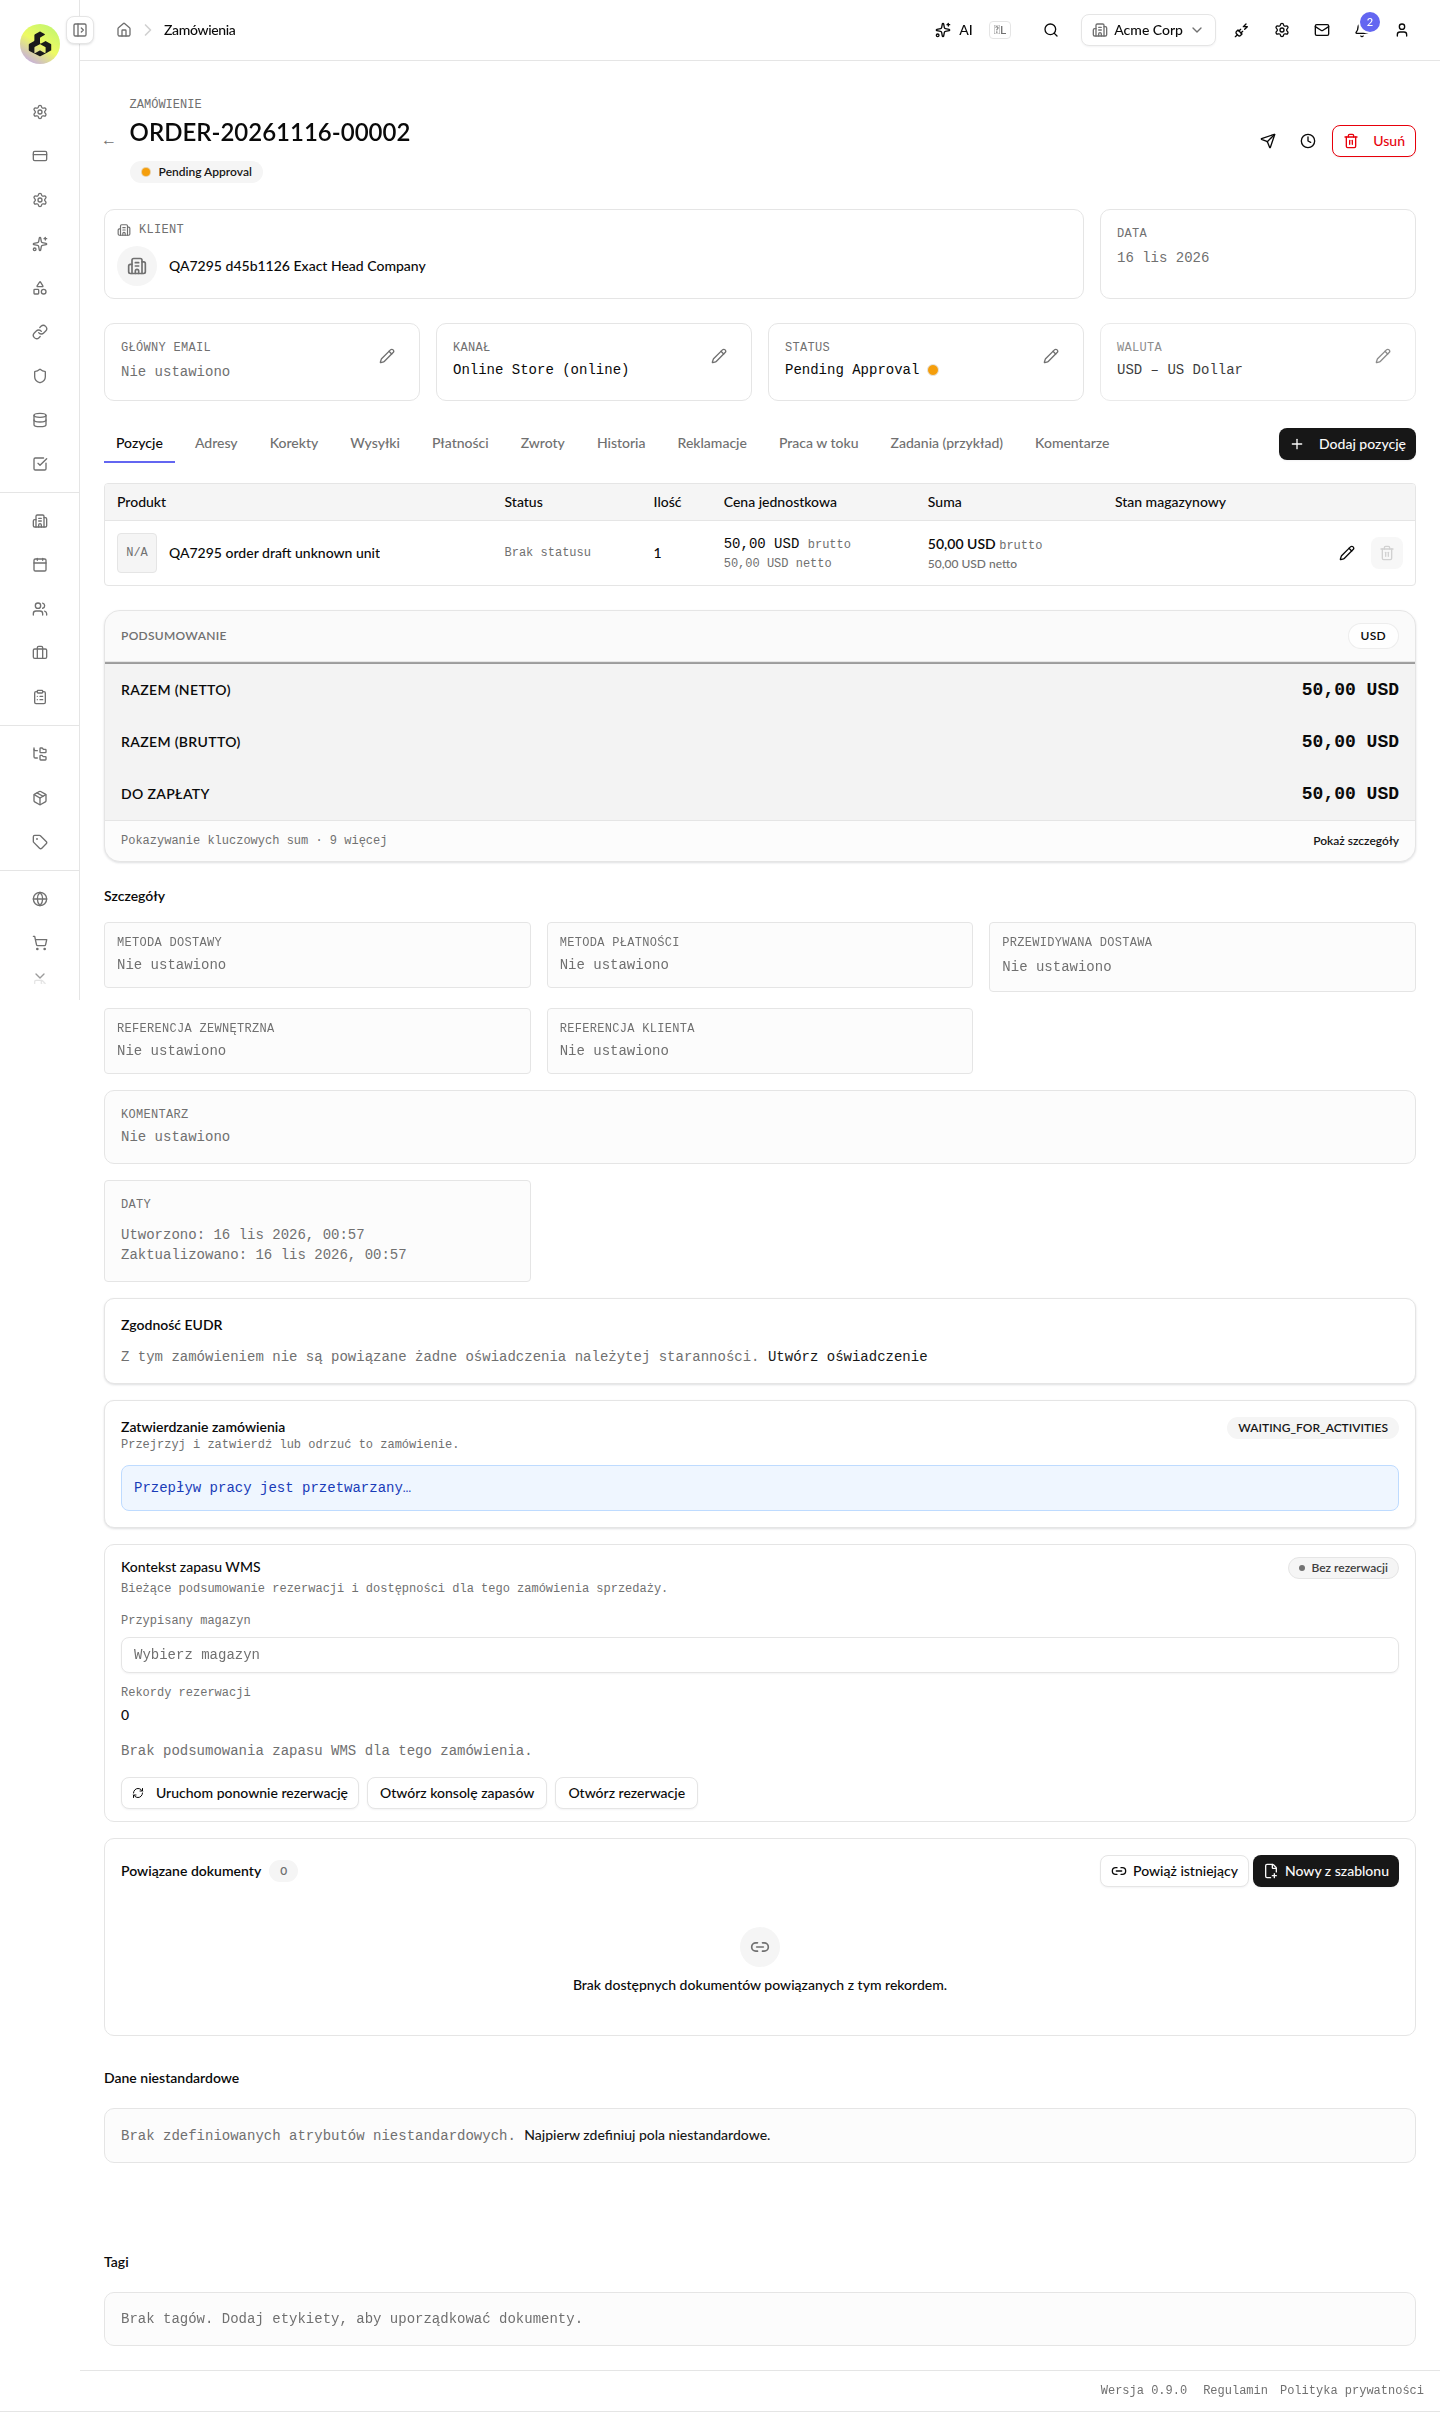 Zamówienia
AI
L
Acme Corp
2
ZAMÓWIENIE
←
ORDER-20261116-00002
Pending Approval
Usuń
KLIENT
QA7295 d45b1126 Exact Head Company
DATA
16 lis 2026
GŁÓWNY EMAIL
Nie ustawiono
KANAŁ
Online Store (online)
STATUS
Pending Approval
WALUTA
USD – US Dollar
Pozycje Adresy Korekty Wysyłki Płatności Zwroty Historia Reklamacje Praca w toku Zadania (przykład) Komentarze
Dodaj pozycję
Produkt Status Ilość Cena jednostkowa Suma Stan magazynowy
N/A QA7295 order draft unknown unit Brak statusu 1
50,00 USD brutto
50,00 USD netto
50,00 USD brutto
50,00 USD netto
PODSUMOWANIE USD
RAZEM (NETTO) 50,00 USD
RAZEM (BRUTTO) 50,00 USD
DO ZAPŁATY 50,00 USD
Pokazywanie kluczowych sum · 9 więcej Pokaż szczegóły
Szczegóły
METODA DOSTAWY
Nie ustawiono
METODA PŁATNOŚCI
Nie ustawiono
PRZEWIDYWANA DOSTAWA
Nie ustawiono
REFERENCJA ZEWNĘTRZNA
Nie ustawiono
REFERENCJA KLIENTA
Nie ustawiono
KOMENTARZ
Nie ustawiono
DATY
Utworzono: 16 lis 2026, 00:57
Zaktualizowano: 16 lis 2026, 00:57
Zgodność EUDR
Z tym zamówieniem nie są powiązane żadne oświadczenia należytej staranności. Utwórz oświadczenie
Zatwierdzanie zamówienia WAITING_FOR_ACTIVITIES
Przejrzyj i zatwierdź lub odrzuć to zamówienie.
Przepływ pracy jest przetwarzany…
Kontekst zapasu WMS Bez rezerwacji
Bieżące podsumowanie rezerwacji i dostępności dla tego zamówienia sprzedaży.
Przypisany magazyn
Wybierz magazyn
Rekordy rezerwacji
0
Brak podsumowania zapasu WMS dla tego zamówienia.
Uruchom ponownie rezerwację Otwórz konsolę zapasów Otwórz rezerwacje
Powiązane dokumenty 0 Powiąż istniejący Nowy z szablonu
Brak dostępnych dokumentów powiązanych z tym rekordem.
Dane niestandardowe
Brak zdefiniowanych atrybutów niestandardowych. Najpierw zdefiniuj pola niestandardowe.
Tagi
Brak tagów. Dodaj etykiety, aby uporządkować dokumenty.
Wersja 0.9.0 Regulamin Polityka prywatności